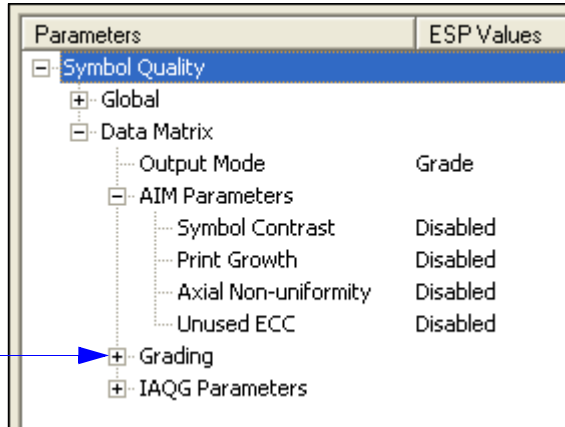 Parameters ESP Values
Symbol Quality
Global
Data Matrix
Output Mode Grade
AIM Parameters
Symbol Contrast Disabled
Print Growth Disabled
Axial Non-uniformity Disabled
Unused ECC Disabled
Grading
IAQG Parameters